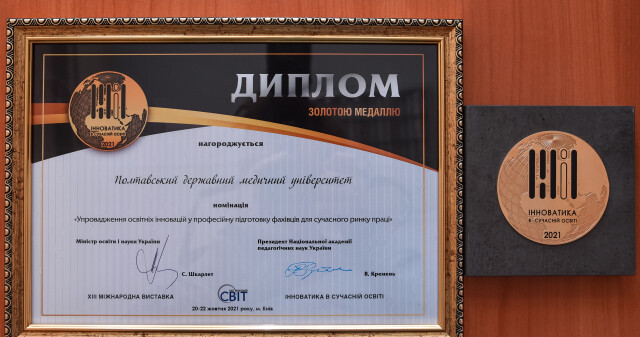 ДИПЛОМ
ЗОЛОТОЮ МЕДАЛЛЮ
ІННОВАТИКА
В СУЧАСНІЙ ОСВІТІ
2021
нагороджується
Полтавський державний медичний університет
номінація
«Упровадження освітніх інновацій у професійну підготовку фахівців для сучасного ринку праці»
Міністр освіти і науки України
С. Шкарлет
Президент Національної академії
педагогічних наук України
В. Кремень
XIII МІЖНАРОДНА ВИСТАВКА
СВІТ
ІННОВАТИКА В СУЧАСНІЙ ОСВІТІ
20-22 жовтня 2021 року, м. Київ
ІННОВАТИКА
В СУЧАСНІЙ ОСВІТІ
2021